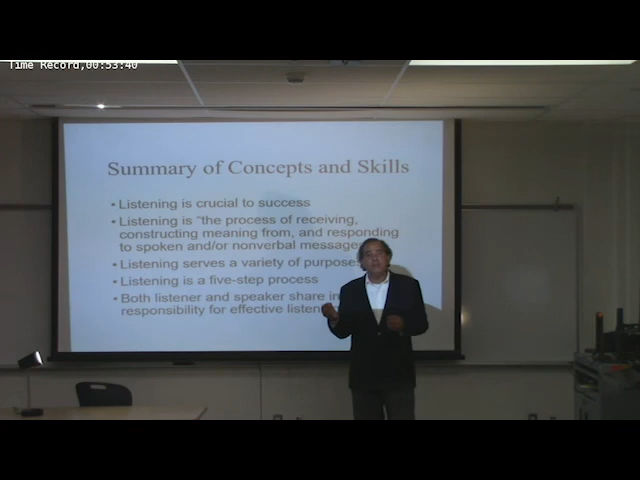 Time Record,00:53:40
Summary of Concepts and Skills
• Listening is crucial to success
• Listening is "the process of receiving,
constructing meaning from, and responding
to spoken and/or nonverbal
• Listening serves a variety of
• Listening is a five-step process
• Both listener and speaker share in
responsibility for effective